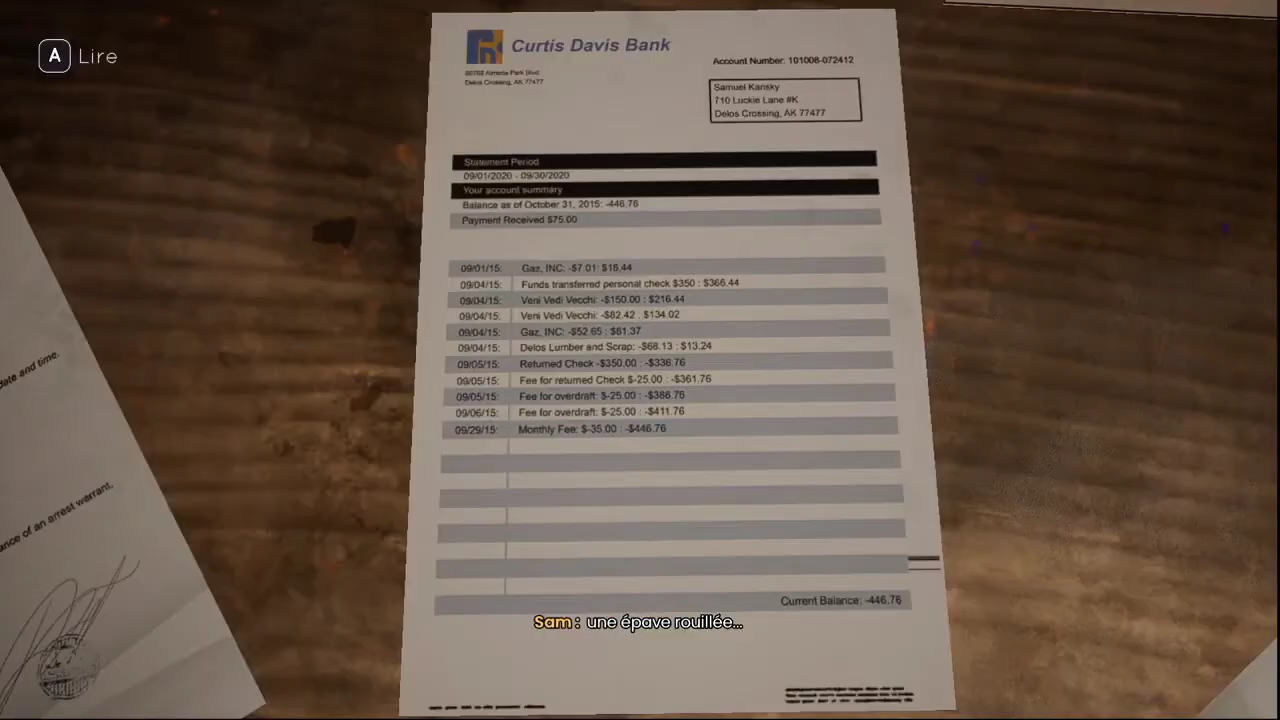 A Lire
Curtis Davis Bank
Delos Crossing, AK 77477
Account Number: 101008-072412
Samuel Kansky
710 Luckie Lane #K
Delos Crossing, AK 77477
Statement Period
09/01/2020 - 09/30/2020
Your account summary
Balance as of October 31, 2015: -446.76
Payment Received $75.00
09/01/15: Gaz, INC: -$7.01: $16.44
09/04/15: Funds transferred personal check $350 : $366.44
09/04/15: Veni Vedi Vecchi: -$150.00 : $216.44
09/04/15: Veni Vedi Vecchi: -$82.42 : $134.02
09/04/15: Gaz, INC: -$52.65 : $81.37
09/04/15: Delos Lumber and Scrap: -$68.13 : $13.24
09/05/15: Returned Check -$350.00 : -$336.76
09/05/15: Fee for returned Check $-25.00 : -$361.76
09/05/15: Fee for overdraft: $-25.00 : -$386.76
09/06/15: Fee for overdraft: $-25.00 : -$411.76
09/29/15: Monthly Fee: $-35.00 : -$446.76
Current Balance: -446.76
date and time.
of an arrest warrant.
Sam : une épave rouillée...